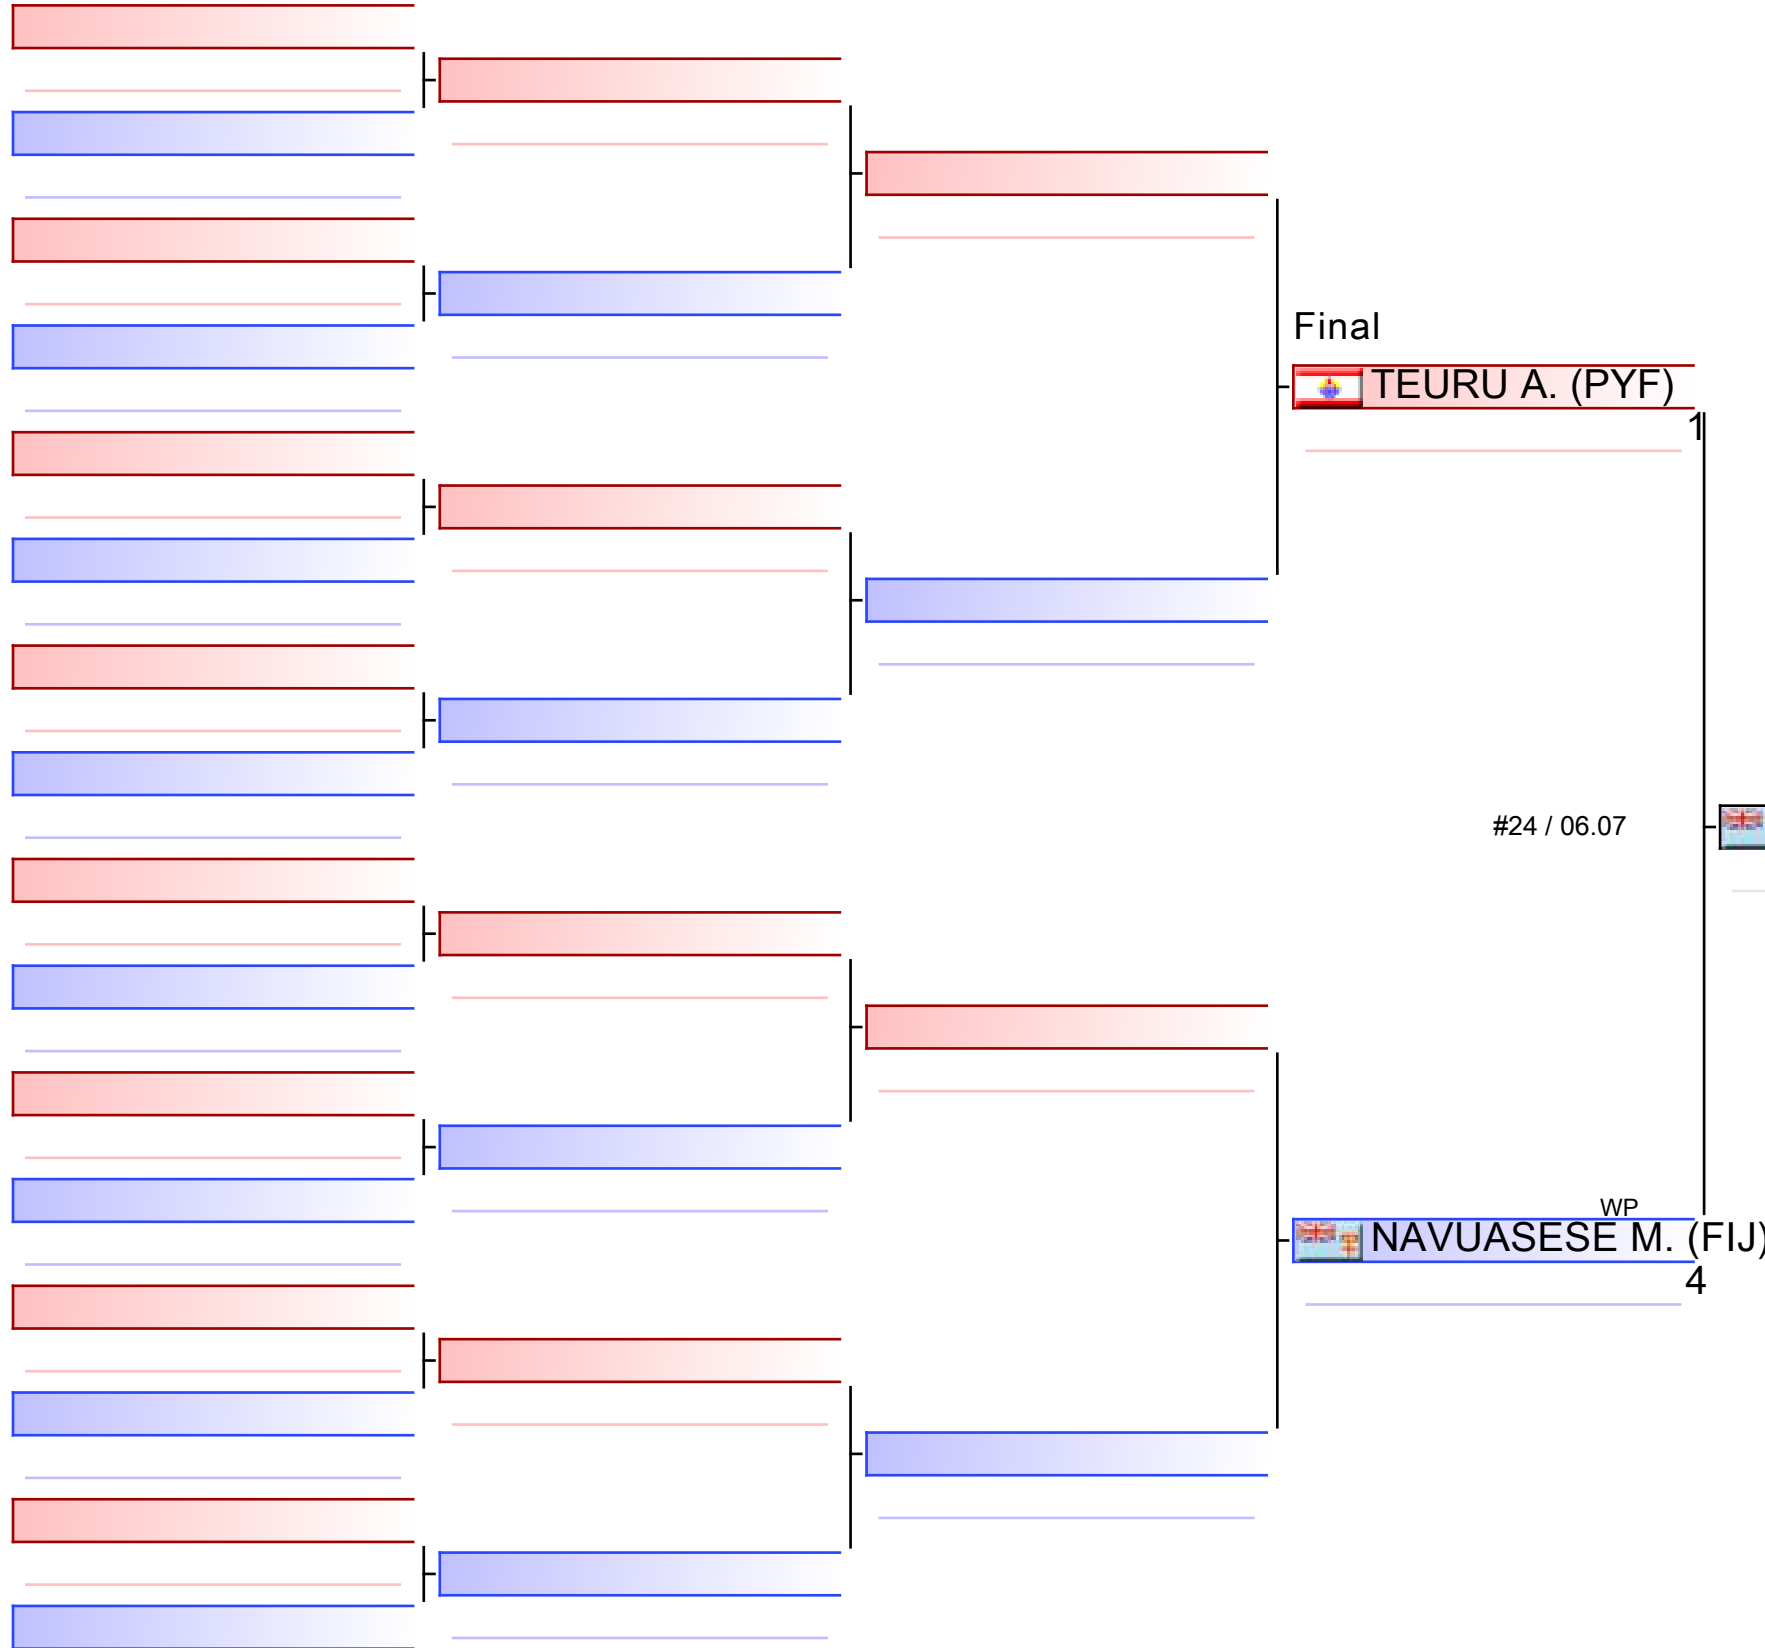 Final
TEURU A. (PYF)
1
#24 / 06.07
WP
NAVUASESE M. (FIJ)
4